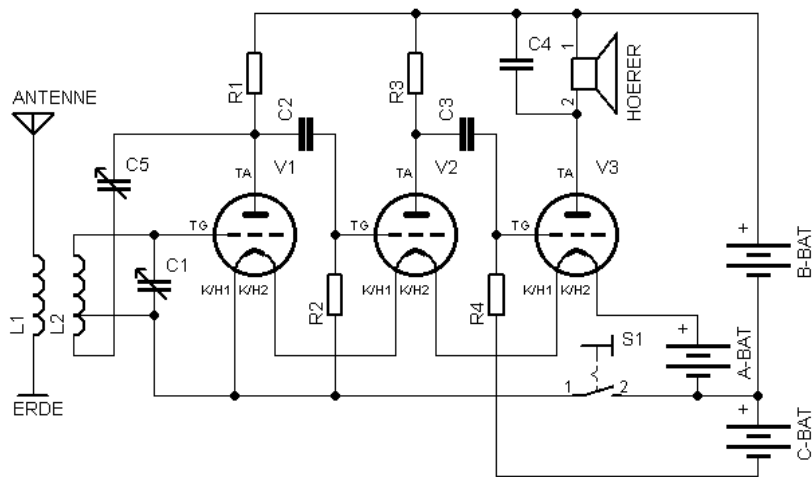 ANTENNE
ERDE
L1
L2
C5
C1
R1
C2
V1
TA
TG
K/H1
K/H2
R2
R3
C3
V2
TA
TG
K/H1
K/H2
R4
C4
1
2
HOERER
V3
TA
TG
K/H1
K/H2
S1
1
2
+
A-BAT
+
B-BAT
+
C-BAT